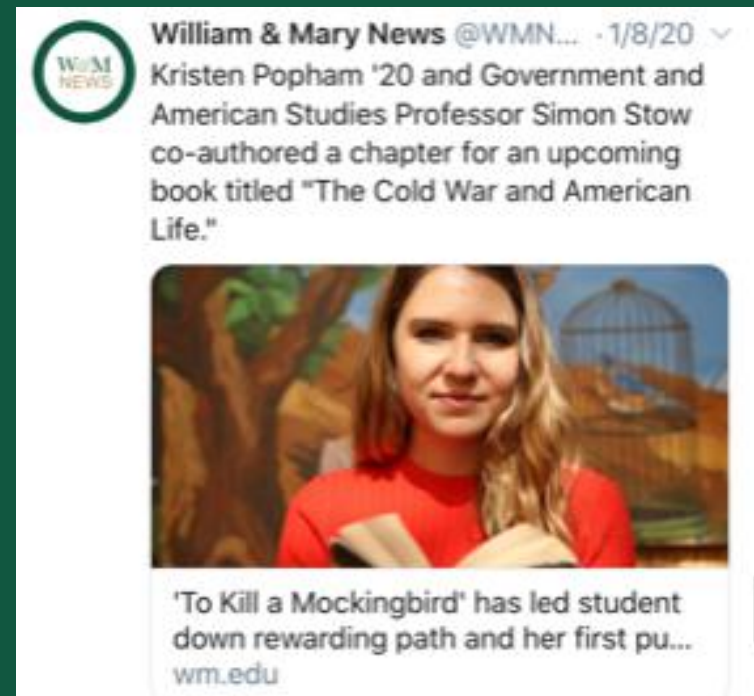 William & Mary News @WMN... · 1/8/20
W&M
NEWS
Kristen Popham '20 and Government and
American Studies Professor Simon Stow
co-authored a chapter for an upcoming
book titled "The Cold War and American
Life."
'To Kill a Mockingbird' has led student
down rewarding path and her first pu...
wm.edu